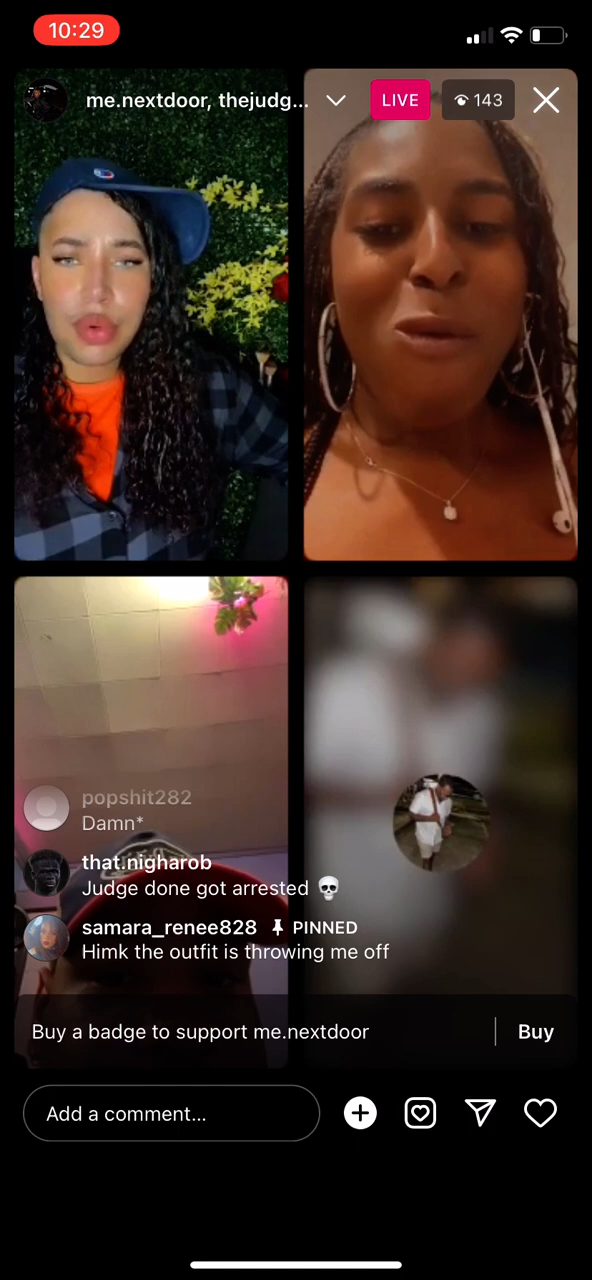 10:29
me.nextdoor, thejudg...
LIVE
143
popshit282
Damn*
that.nigharob
Judge done got arrested 💀
samara_renee828 PINNED
Himk the outfit is throwing me off
Buy a badge to support me.nextdoor
Buy
Add a comment...